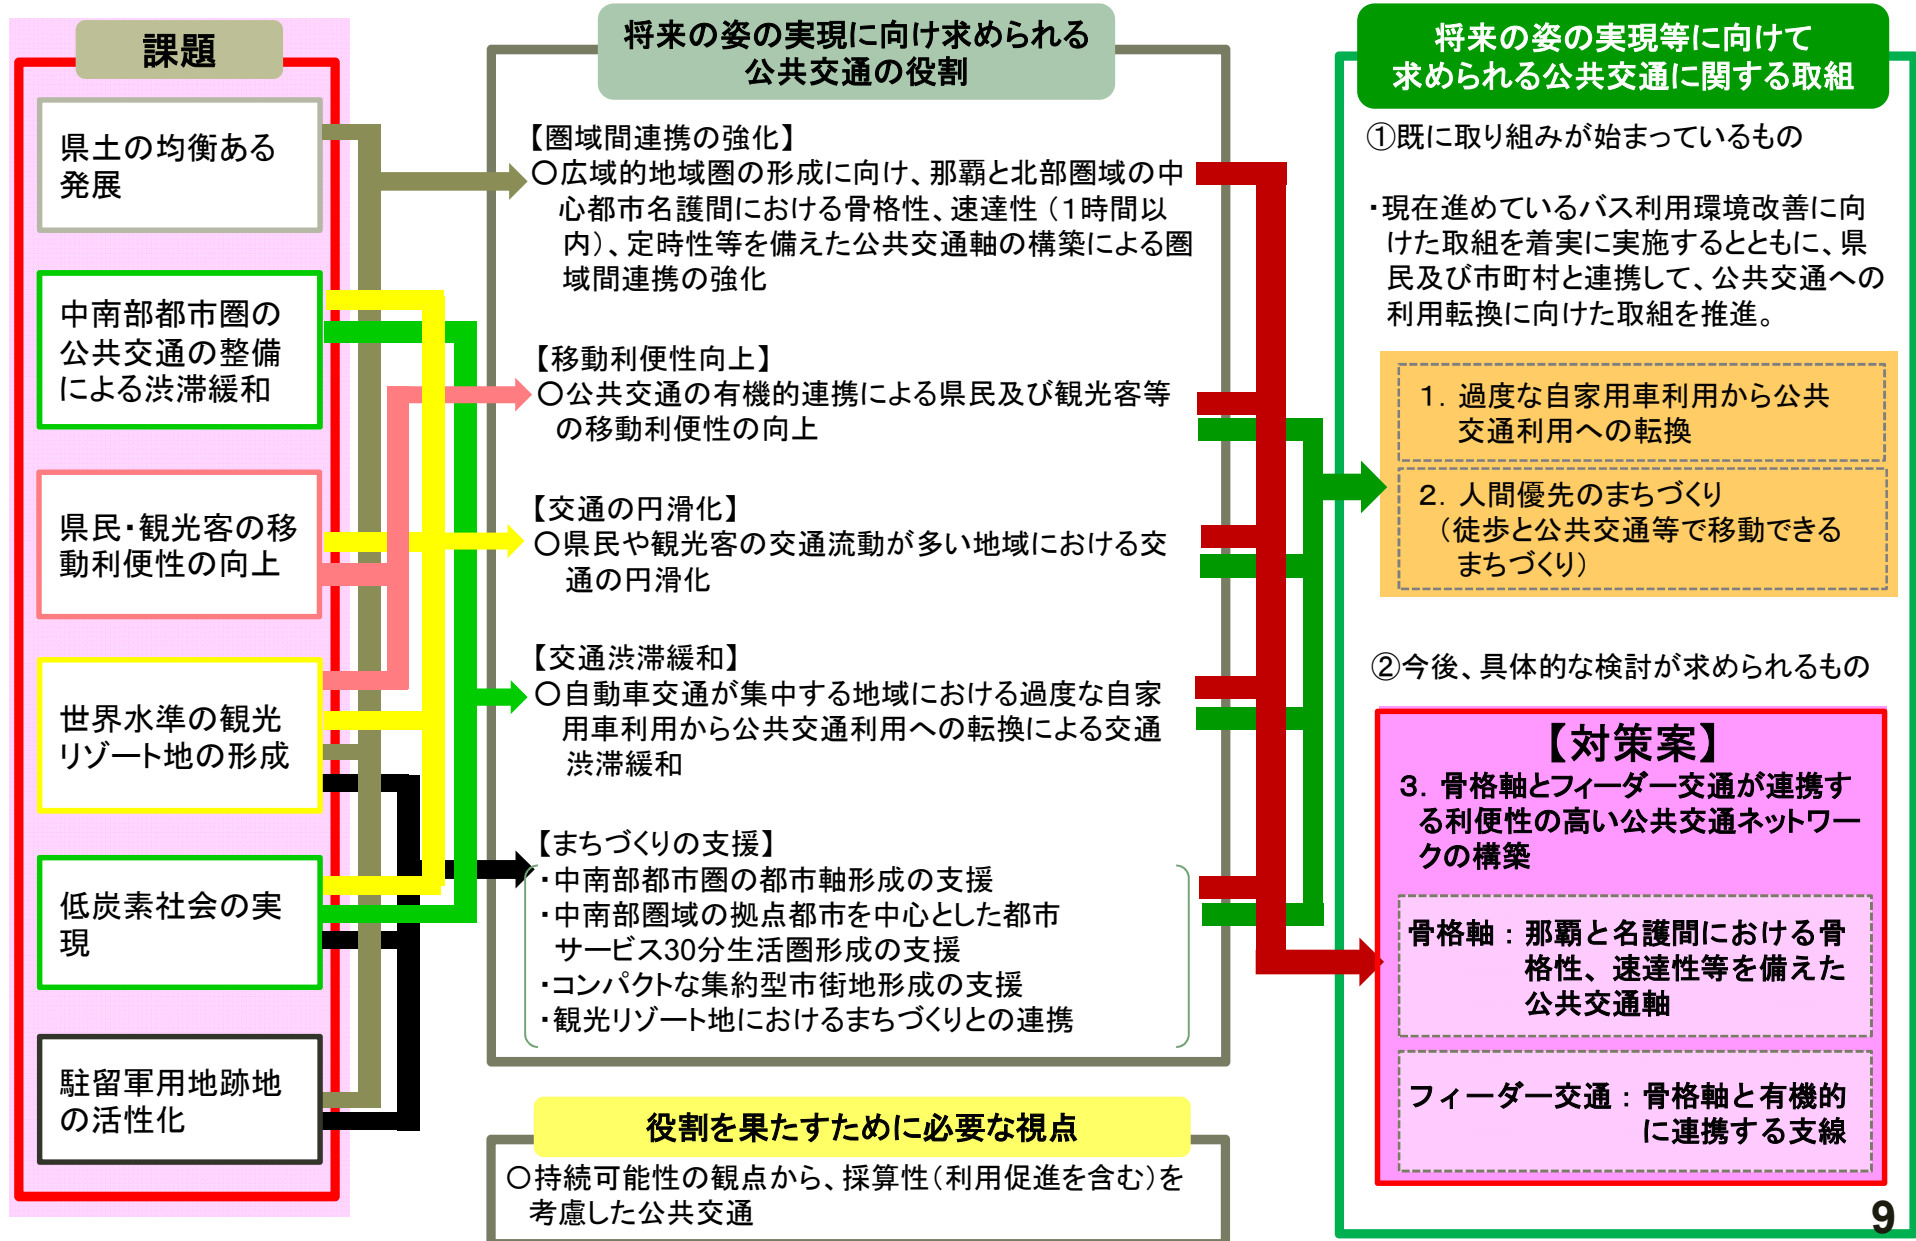 課題
県土の均衡ある
発展
中南部都市圏の
公共交通の整備
による渋滞緩和
県民・観光客の移
動利便性の向上
世界水準の観光
リゾート地の形成
低炭素社会の実
現
駐留軍用地跡地
の活性化
将来の姿の実現に向け求められる
公共交通の役割
【圏域間連携の強化】
○広域的地域圏の形成に向け、那覇と北部圏域の中
心都市名護間における骨格性、速達性（1時間以
内）、定時性等を備えた公共交通軸の構築による圏
域間連携の強化
【移動利便性向上】
○公共交通の有機的連携による県民及び観光客等
の移動利便性の向上
【交通の円滑化】
○県民や観光客の交通流動が多い地域における交
通の円滑化
【交通渋滞緩和】
○自動車交通が集中する地域における過度な自家
用車利用から公共交通利用への転換による交通
渋滞緩和
【まちづくりの支援】
・中南部都市圏の都市軸形成の支援
・中南部圏域の拠点都市を中心とした都市
サービス30分生活圏形成の支援
・コンパクトな集約型市街地形成の支援
・観光リゾート地におけるまちづくりとの連携
役割を果たすために必要な視点
○持続可能性の観点から、採算性（利用促進を含む）を
考慮した公共交通
将来の姿の実現等に向けて
求められる公共交通に関する取組
①既に取り組みが始まっているもの
・現在進めているバス利用環境改善に向
けた取組を着実に実施するとともに、県
民及び市町村と連携して、公共交通への
利用転換に向けた取組を推進。
1．過度な自家用車利用から公共
交通利用への転換
2．人間優先のまちづくり
（徒歩と公共交通等で移動できる
まちづくり）
②今後、具体的な検討が求められるもの
【対策案】
3．骨格軸とフィーダー交通が連携す
る利便性の高い公共交通ネットワー
クの構築
骨格軸：那覇と名護間における骨
格性、速達性等を備えた
公共交通軸
フィーダー交通：骨格軸と有機的
に連携する支線
9